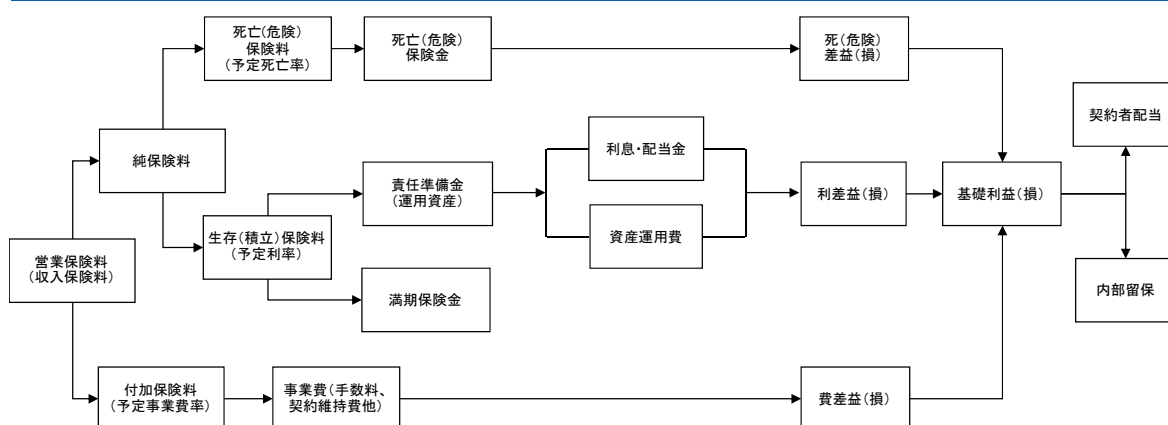 死亡(危険)
保険料
(予定死亡率)
死亡(危険)
保険金
死(危険)
差益(損)
契約者配当
純保険料
利息・配当金
責任準備金
(運用資産)
利差益(損)
基礎利益(損)
生存(積立)保険料
(予定利率)
資産運用費
営業保険料
(収入保険料)
満期保険金
内部留保
付加保険料
(予定事業費率)
事業費(手数料、
契約維持費他)
費差益(損)